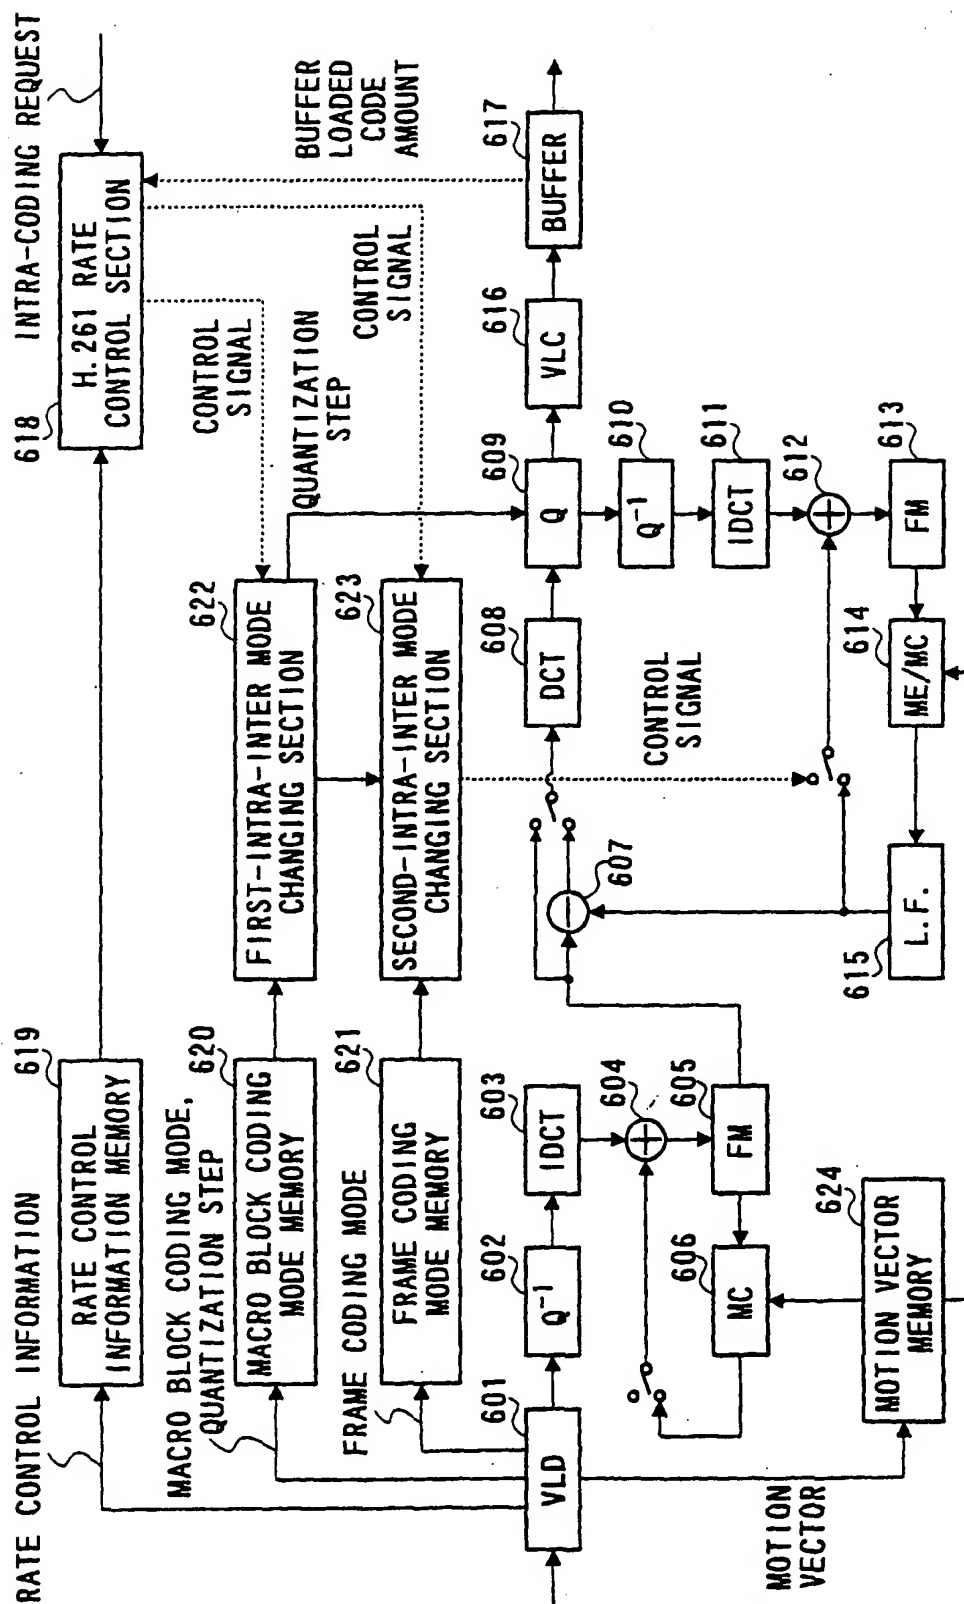 RATE CONTROL INFORMATION
619
RATE CONTROL
INFORMATION MEMORY
618
H.261 RATE
CONTROL SECTION
INTRA-CODING REQUEST
MACRO BLOCK CODING MODE,
QUANTIZATION STEP
620
MACRO BLOCK CODING
MODE MEMORY
622
FIRST-INTRA-INTER MODE
CHANGING SECTION
CONTROL
SIGNAL
QUANTIZATION
STEP
BUFFER
LOADED
CODE
AMOUNT
FRAME CODING MODE
621
FRAME CODING
MODE MEMORY
623
SECOND-INTRA-INTER MODE
CHANGING SECTION
CONTROL
SIGNAL
601
VLD
602
Q⁻¹
603
IDCT
604
605
FM
606
MC
607
608
DCT
609
Q
616
VLC
617
BUFFER
610
Q⁻¹
611
IDCT
612
613
FM
614
ME/MC
615
L.F.
CONTROL
SIGNAL
MOTION
VECTOR
624
MOTION VECTOR
MEMORY